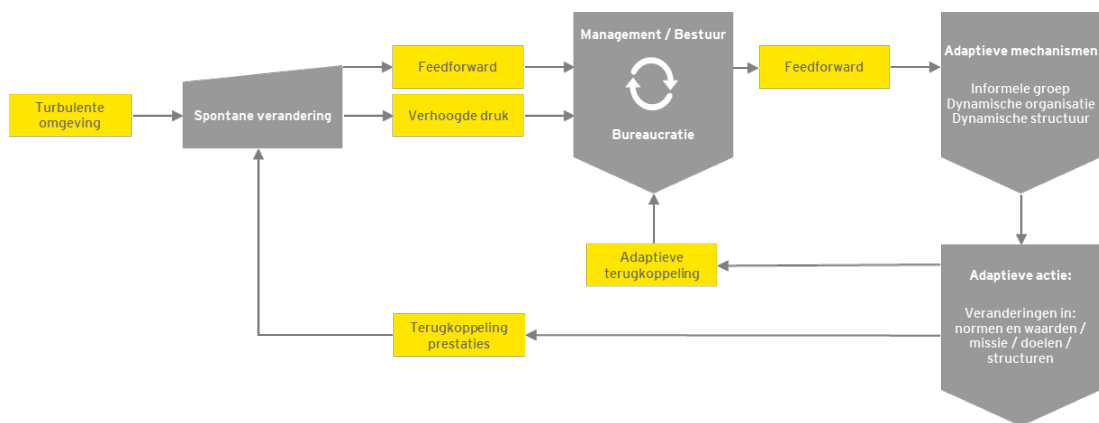 Turbulente
omgeving
Spontane verandering
Feedforward
Verhoogde druk
Management / Bestuur
Bureaucratie
Feedforward
Adaptieve mechanismen
Informele groep
Dynamische organisatie
Dynamische structuur
Adaptieve
terugkoppeling
Adaptieve actie:
Veranderingen in:
normen en waarden /
missie / doelen /
structuren
Terugkoppeling
prestaties